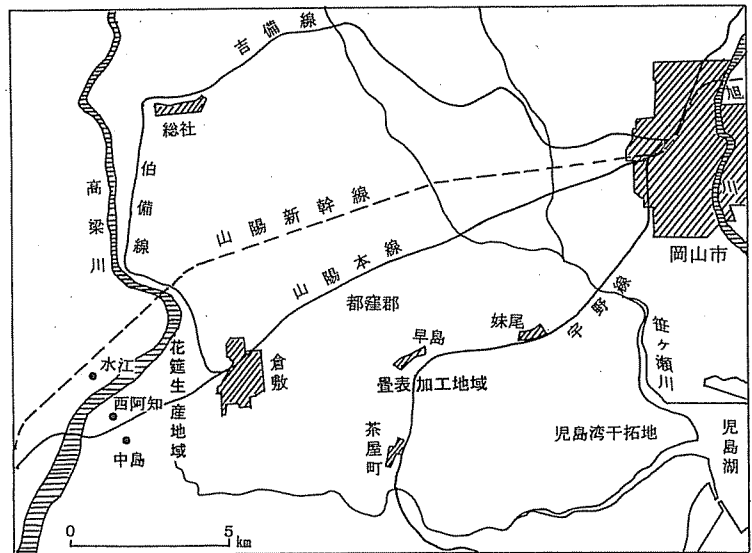 吉備線
総社
伯備線
高梁川
山陽新幹線
山陽本線
旭川
岡山市
都窪郡
宇野線
妹尾
早島
畳表加工地域
笹ヶ瀬川
水江
花筵生産地域
倉敷
西阿知
中島
茶屋町
児島湾干拓地
児島湖
0 5 km